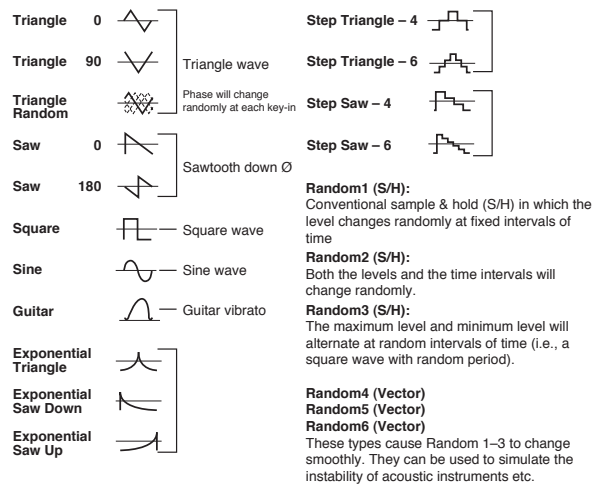 Triangle 0
Triangle 90
Triangle wave
Triangle
Random
Phase will change
randomly at each key-in
Saw 0
Saw 180
Sawtooth down Ø
Square
Square wave
Sine
Sine wave
Guitar
Guitar vibrato
Exponential
Triangle
Exponential
Saw Down
Exponential
Saw Up
Step Triangle – 4
Step Triangle – 6
Step Saw – 4
Step Saw – 6
Random1 (S/H):
Conventional sample & hold (S/H) in which the
level changes randomly at fixed intervals of
time
Random2 (S/H):
Both the levels and the time intervals will
change randomly.
Random3 (S/H):
The maximum level and minimum level will
alternate at random intervals of time (i.e., a
square wave with random period).
Random4 (Vector)
Random5 (Vector)
Random6 (Vector)
These types cause Random 1–3 to change
smoothly. They can be used to simulate the
instability of acoustic instruments etc.